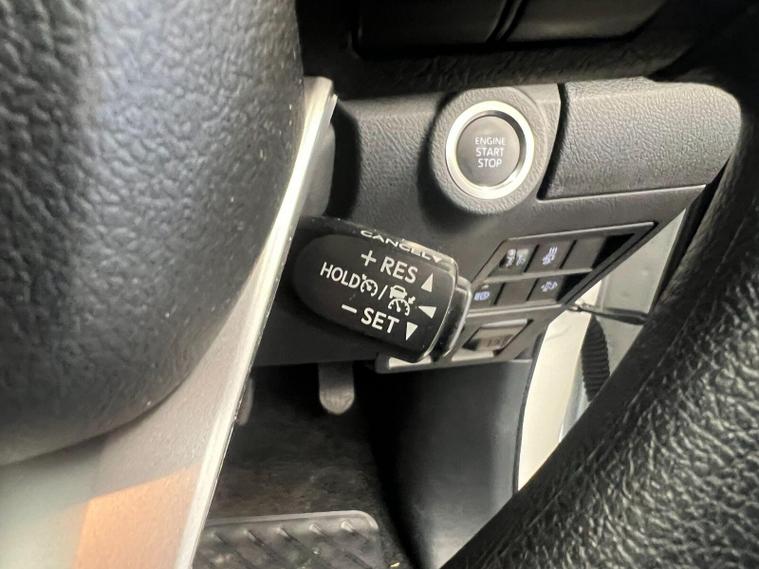 ENGINE
START
STOP
CANCEL
+ RES
HOLD /
− SET